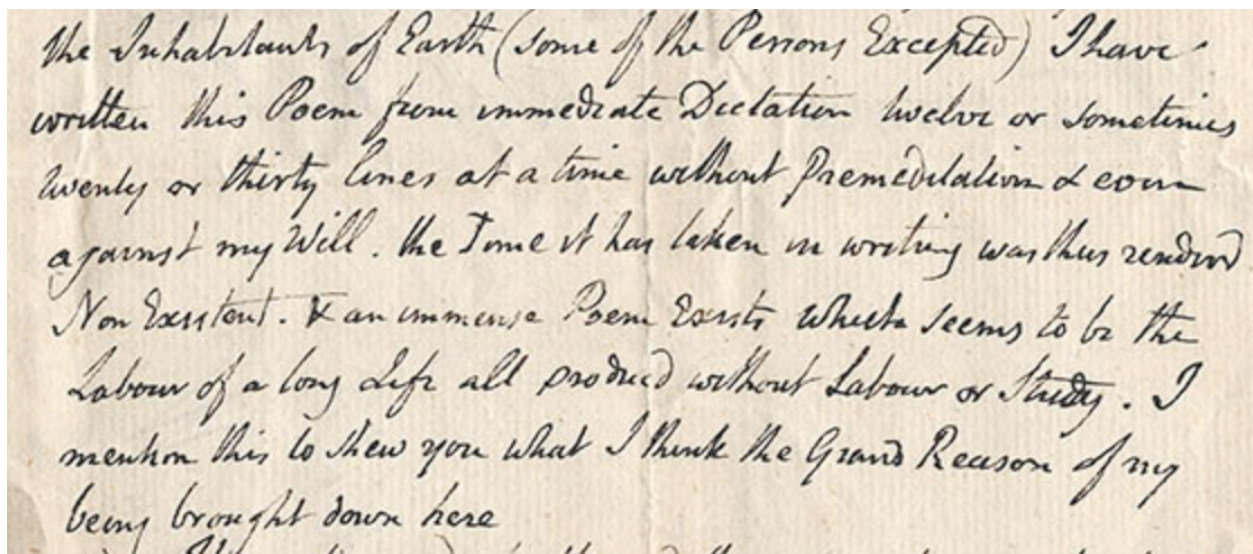 the Inhabitants of Earth (some of the Persons Excepted) I have
written this Poem from immediate Dictation twelve or sometimes
twenty or thirty lines at a time without Premeditation & even
against my Will. the Time it has taken in writing was thus renderd
Non Existent. & an immense Poem Exists which seems to be the
Labour of a long Life all producd without Labour or Study. I
mention this to shew you what I think the Grand Reason of my
being brought down here